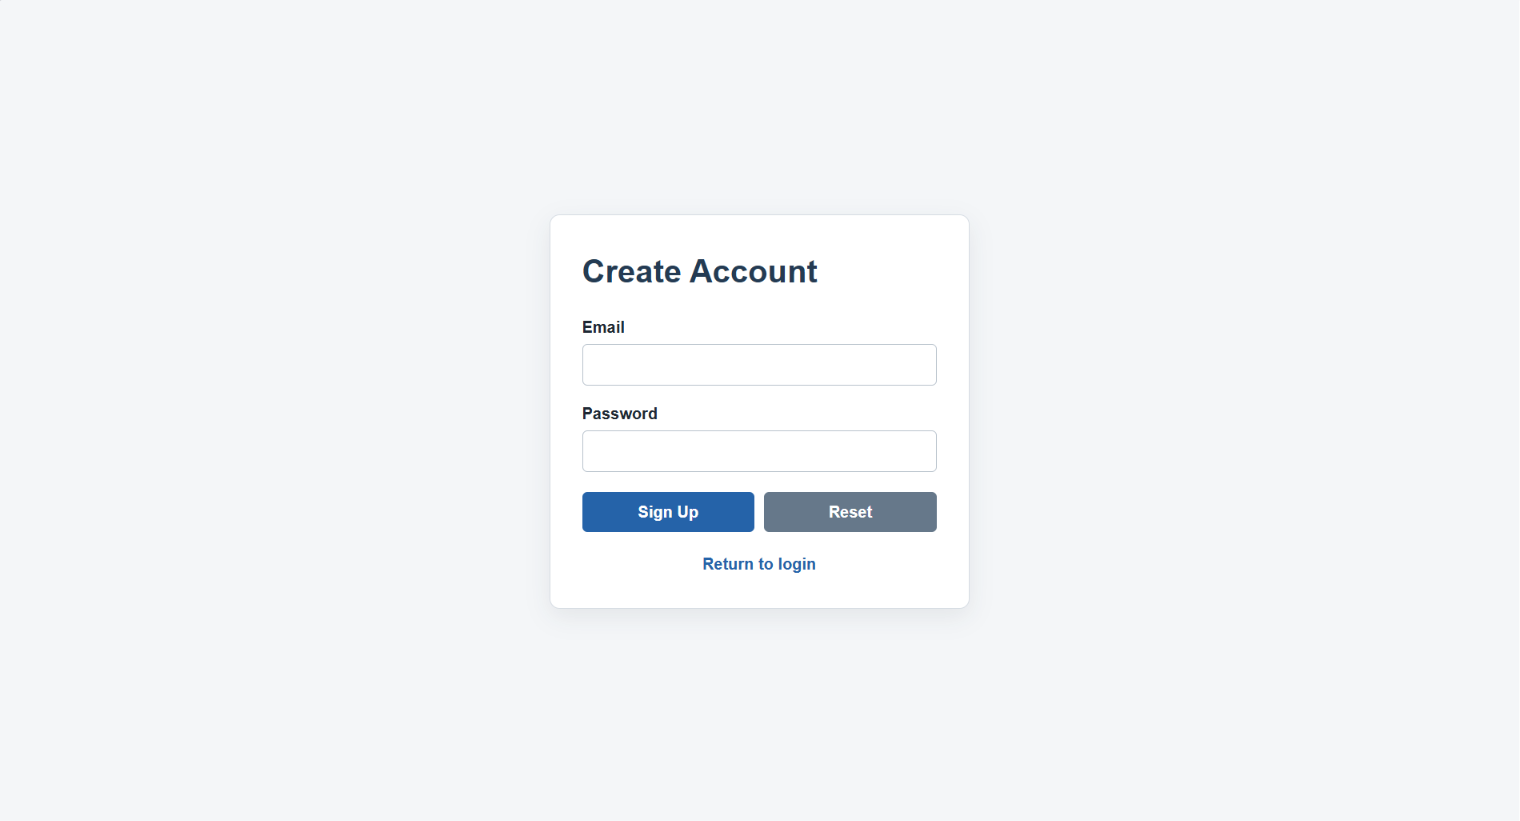 Create Account
Email
Password
Sign Up Reset
Return to login